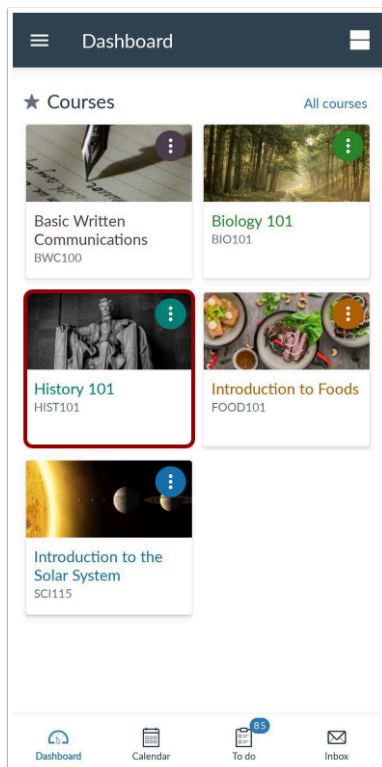 Dashboard
Courses
All courses
Basic Written
Communications
BWC100
Biology 101
BIO101
History 101
HIST101
Introduction to Foods
FOOD101
Introduction to the
Solar System
SCI115
85
Dashboard
Calendar
To do
Inbox